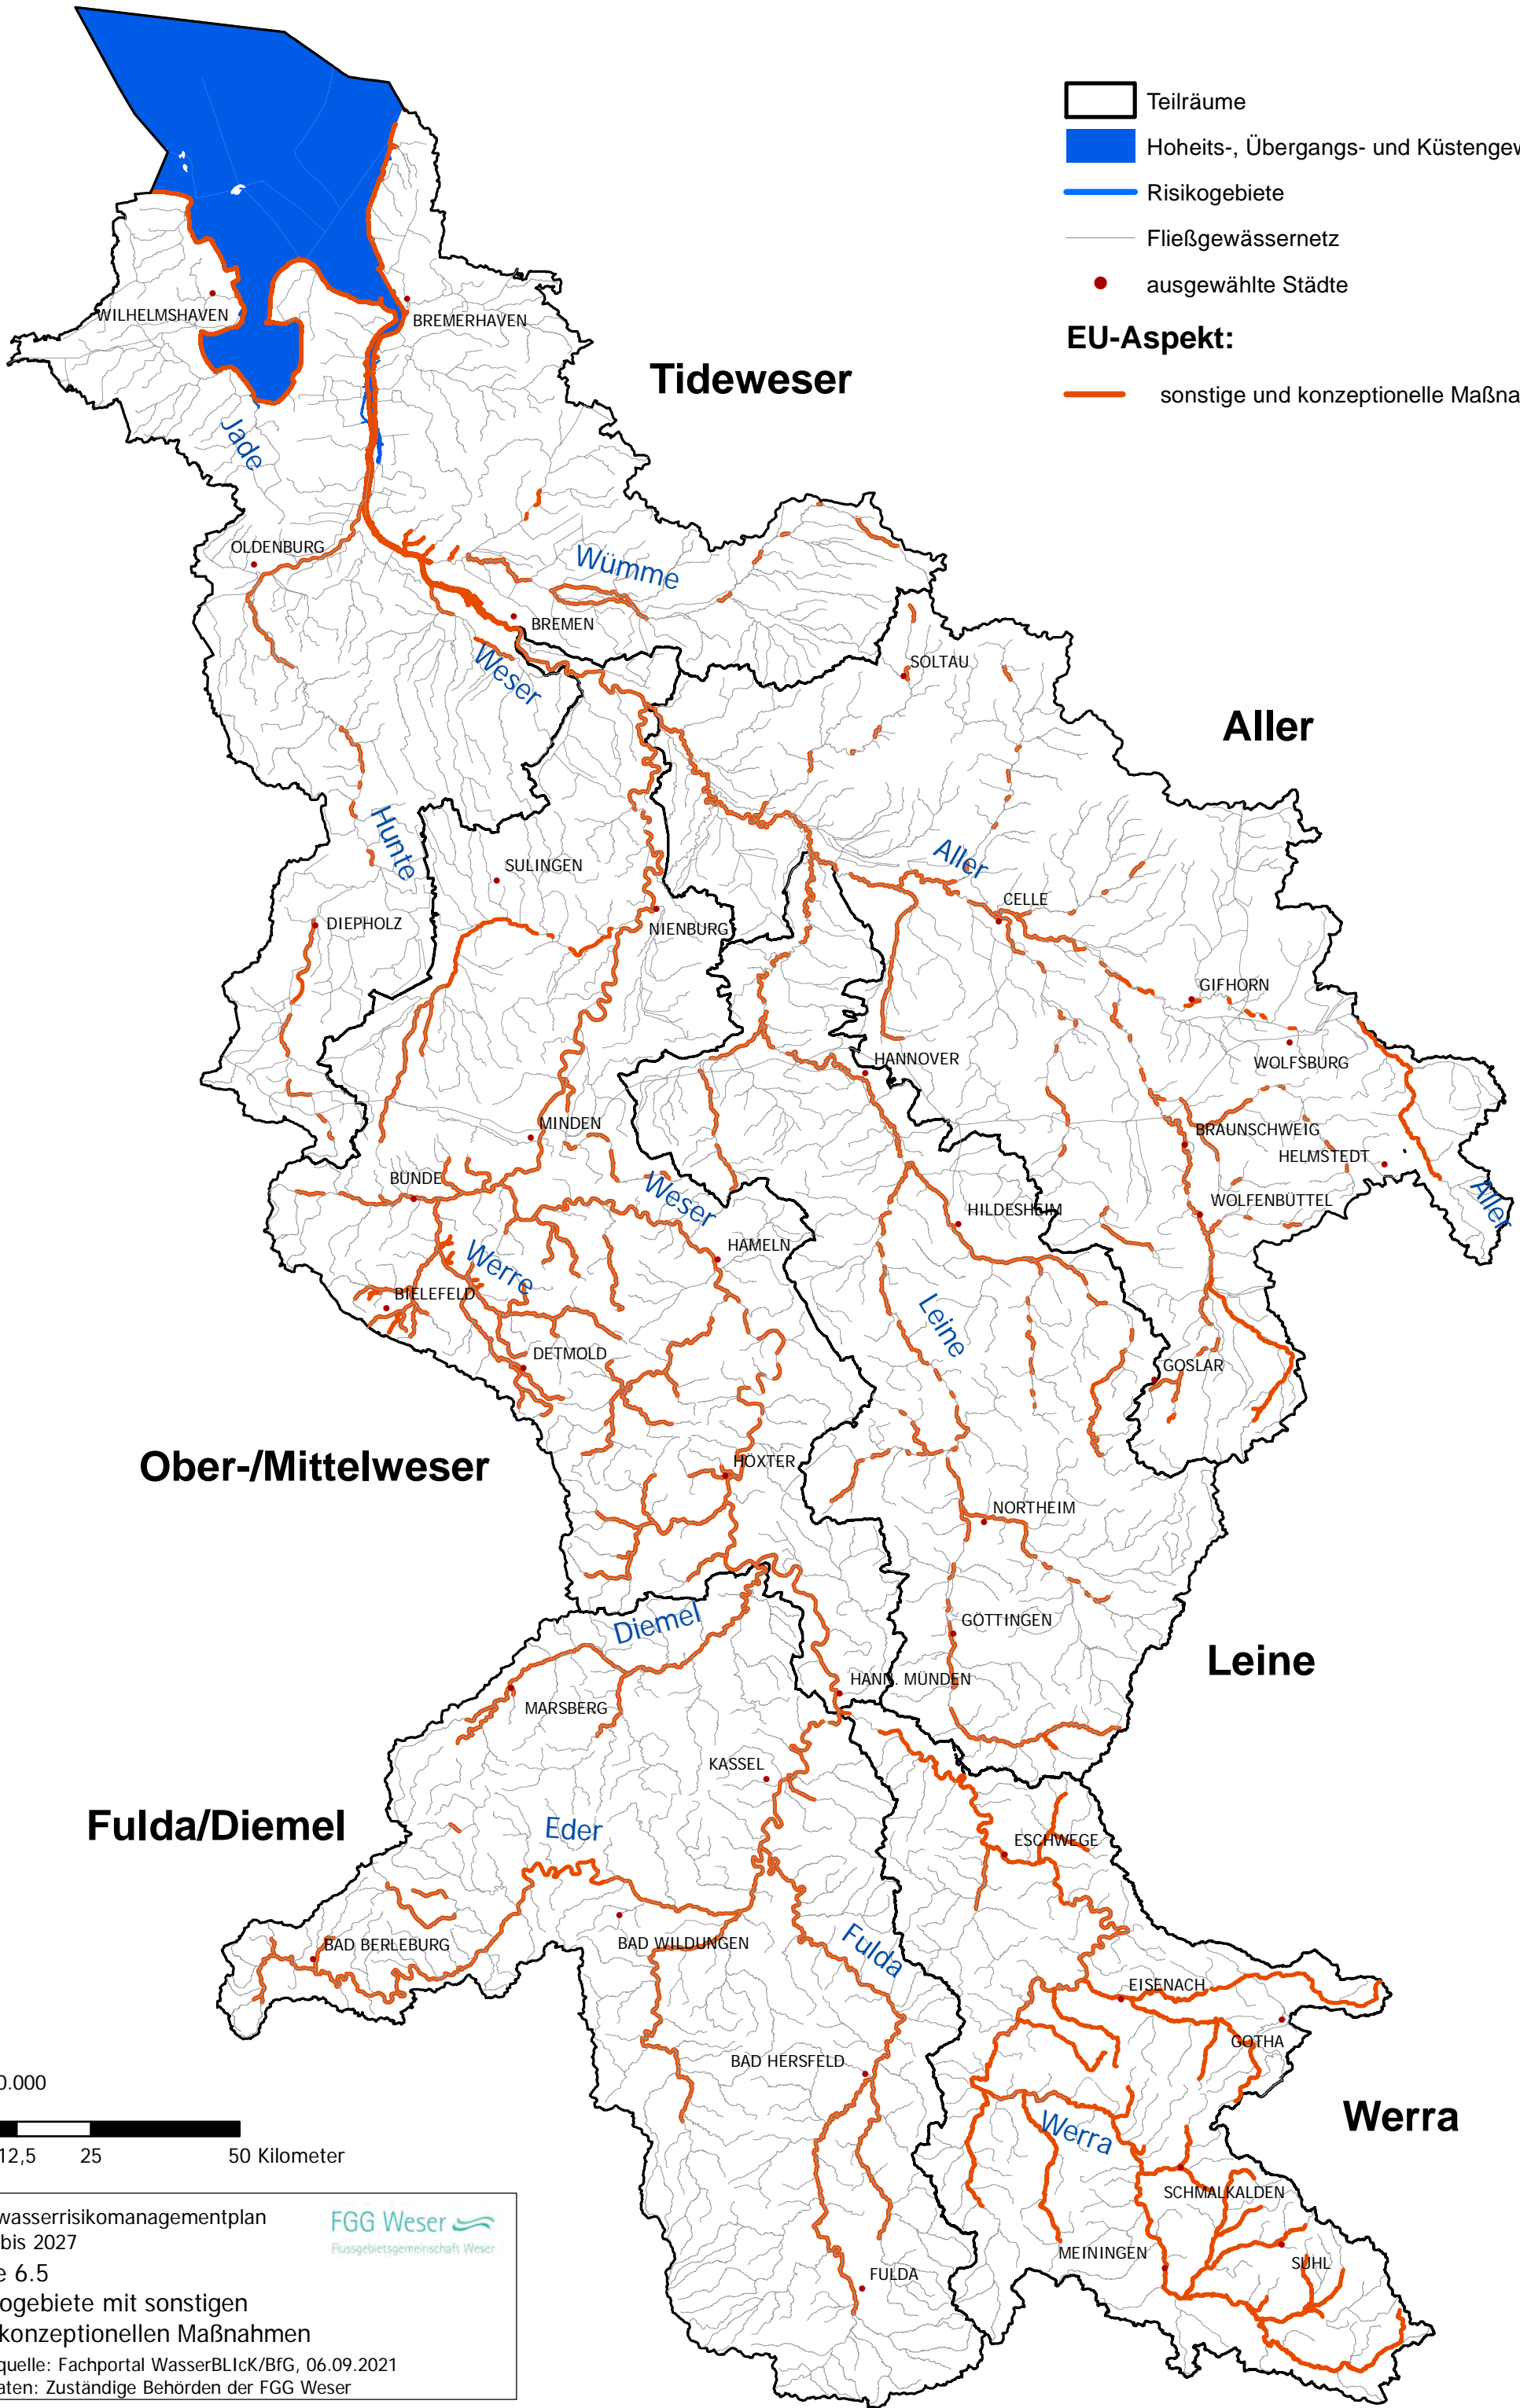 Teilräume
Hoheits-, Übergangs- und Küstengew
Risikogebiete
Fließgewässernetz
ausgewählte Städte
EU-Aspekt:
sonstige und konzeptionelle Maßna
WILHELMSHAVEN
BREMERHAVEN
Tideweser
Jade
OLDENBURG
Wümme
BREMEN
Weser
SOLTAU
Aller
Hunte
SULINGEN
Aller
CELLE
DIEPHOLZ
NIENBURG
GIFHORN
HANNOVER
WOLFSBURG
MINDEN
BRAUNSCHWEIG
HELMSTEDT
BÜNDE
Weser
WOLFENBÜTTEL
Aller
HILDESHEIM
HAMELN
Werre
BIELEFELD
Leine
DETMOLD
GOSLAR
Ober-/Mittelweser
HÖXTER
NORTHEIM
Diemel
GÖTTINGEN
Leine
HANN. MÜNDEN
MARSBERG
KASSEL
Fulda/Diemel
Eder
ESCHWEGE
BAD BERLEBURG
BAD WILDUNGEN
Fulda
EISENACH
GOTHA
BAD HERSFELD
Werra
Werra
SCHMALKALDEN
MEININGEN
SUHL
FULDA
0.000
12,5 25 50 Kilometer
wasserrisikomanagementplan
bis 2027
FGG Weser
Flussgebietsgemeinschaft Weser
e 6.5
ogebiete mit sonstigen
konzeptionellen Maßnahmen
quelle: Fachportal WasserBLIcK/BfG, 06.09.2021
aten: Zuständige Behörden der FGG Weser